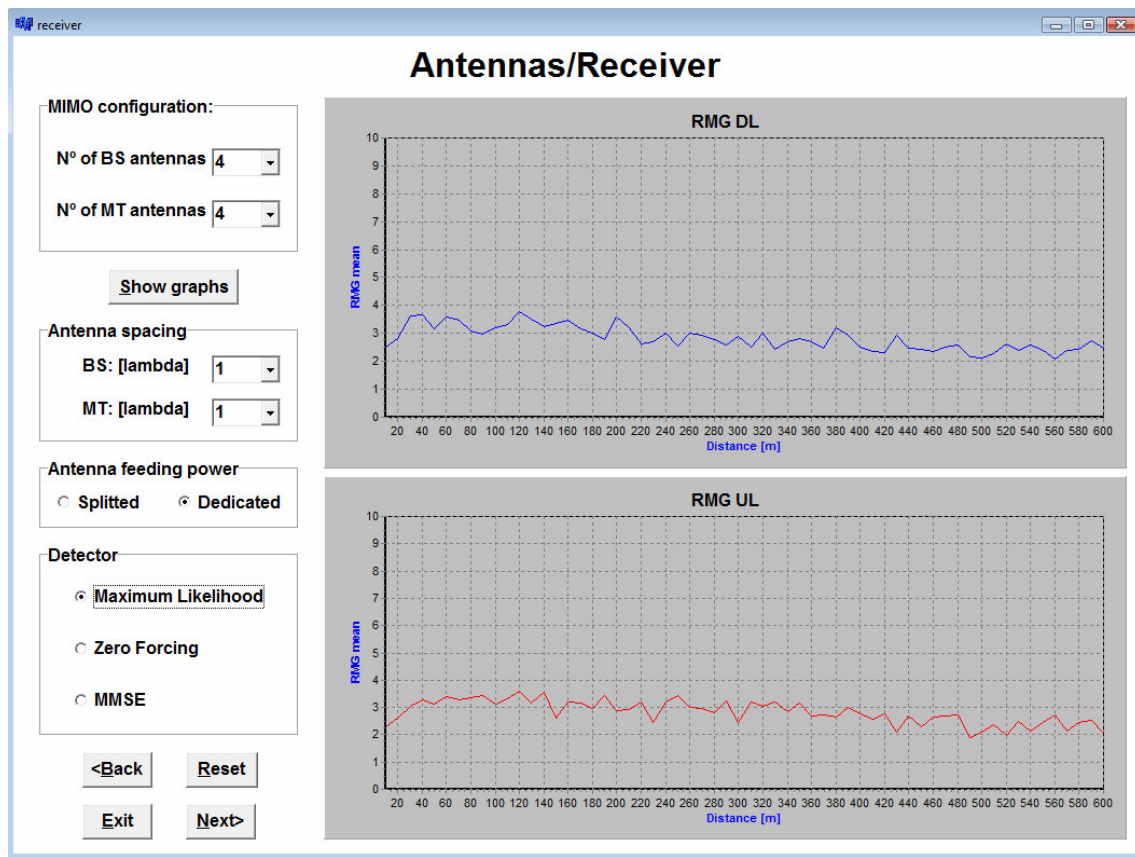 receiver
Antennas/Receiver
MIMO configuration:
Nº of BS antennas 4
Nº of MT antennas 4
Show graphs
Antenna spacing
BS: [lambda] 1
MT: [lambda] 1
Antenna feeding power
Splitted Dedicated
Detector
Maximum Likelihood
Zero Forcing
MMSE
<Back Reset
Exit Next>
RMG DL
10
9
8
7
6
5
4
3
2
1
0
RMG mean
20 40 60 80 100 120 140 160 180 200 220 240 260 280 300 320 340 360 380 400 420 440 460 480 500 520 540 560 580 600
Distance [m]
RMG UL
10
9
8
7
6
5
4
3
2
1
0
RMG mean
20 40 60 80 100 120 140 160 180 200 220 240 260 280 300 320 340 360 380 400 420 440 460 480 500 520 540 560 580 600
Distance [m]